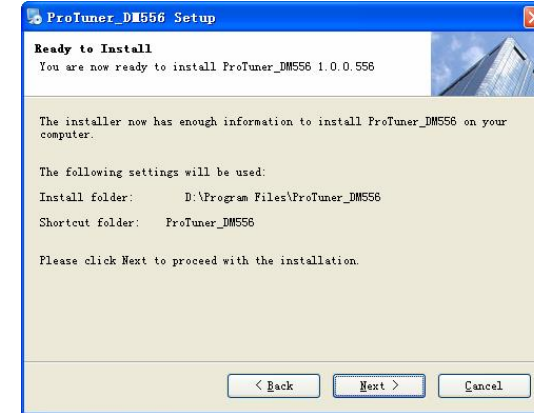 ProTuner_DM556 Setup
Ready to Install
You are now ready to install ProTuner_DM556 1.0.0.556
The installer now has enough information to install ProTuner_DM556 on your
computer.
The following settings will be used:
Install folder: D:\Program Files\ProTuner_DM556
Shortcut folder: ProTuner_DM556
Please click Next to proceed with the installation.
< Back Next > Cancel